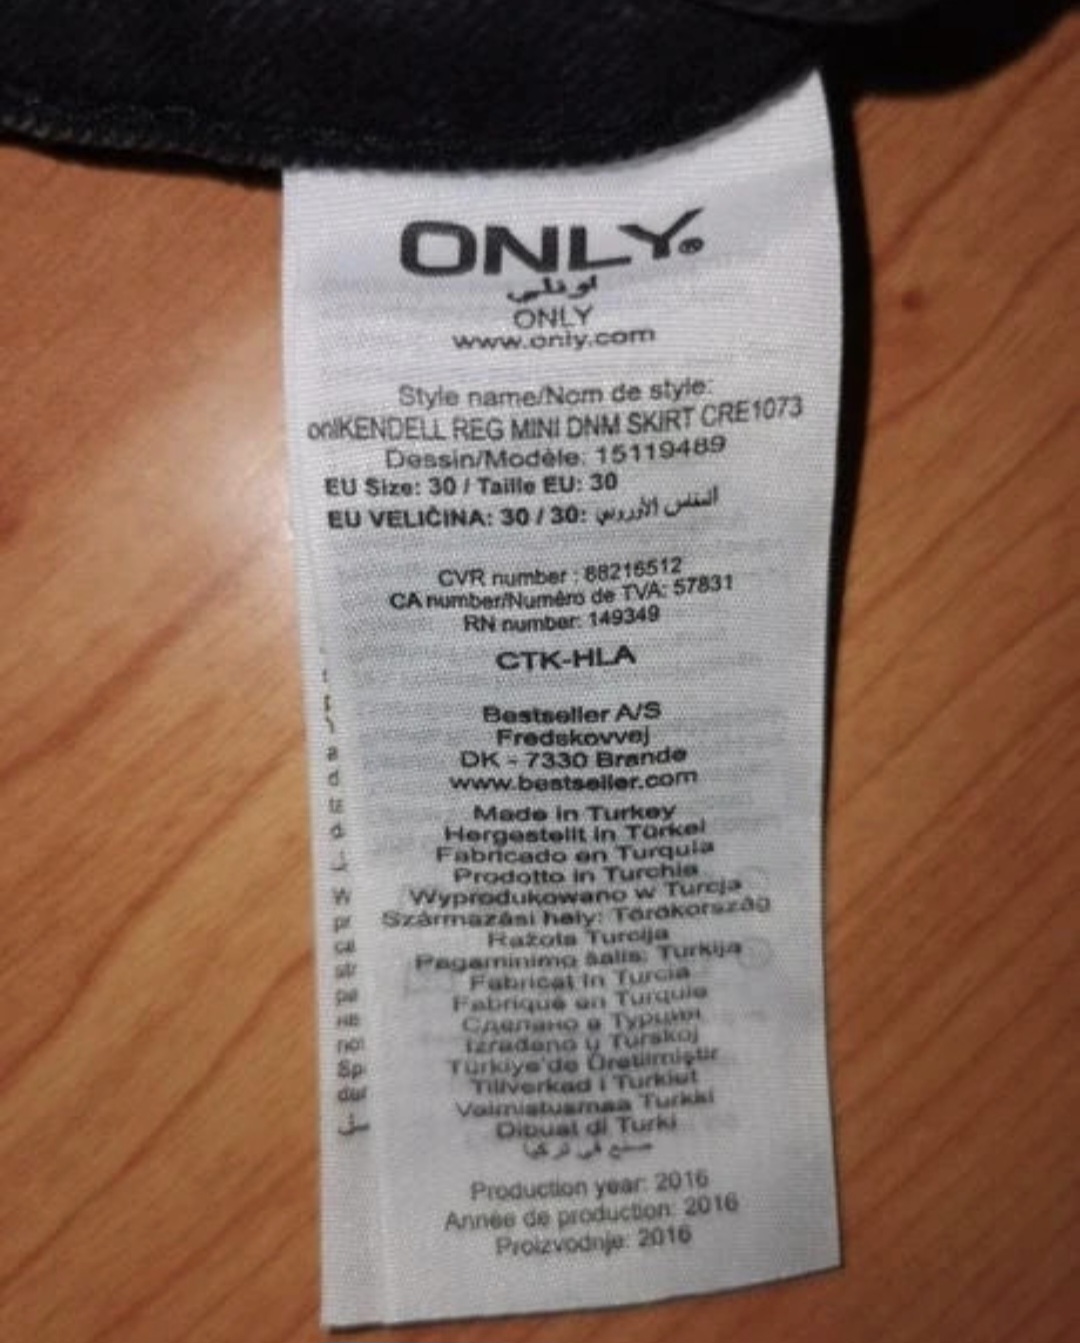 ONLY®
اونلي
ONLY
www.only.com
Style name/Nom de style:
onlKENDELL REG MINI DNM SKIRT CRE1073
Dessin/Modèle: 15119489
EU Size: 30 / Taille EU: 30
EU VELIČINA: 30 / 30: المقاس الأوروبي
CVR number : 88216512
CA number/Numéro de TVA: 57831
RN number: 149349
CTK-HLA
Bestseller A/S
Fredskovvej
DK - 7330 Brande
www.bestseller.com
Made in Turkey
Hergestellt in Türkei
Fabricado en Turquía
Prodotto in Turchia
Wyprodukowano w Turcja
Származási hely: Törökország
Ražots Turcija
Pagaminimo šalis: Turkija
Fabricat în Turcia
Fabriqué en Turquie
Сделано в Турции
Izrađeno u Turskoj
Türkiye'de Üretilmiştir
Tillverkad i Turkiet
Valmistusmaa Turkki
Dibuat di Turki
صنع في تركيا
Production year: 2016
Année de production: 2016
Proizvodnje: 2016